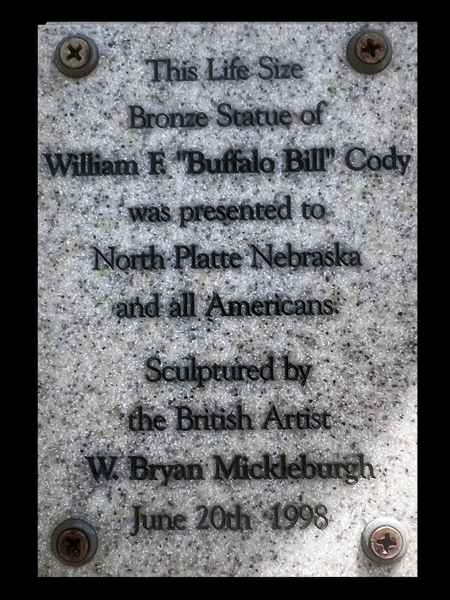 This Life Size
Bronze Statue of
William F. "Buffalo Bill" Cody
was presented to
North Platte Nebraska
and all Americans.
Sculptured by
the British Artist
W. Bryan Mickleburgh
June 20th 1998